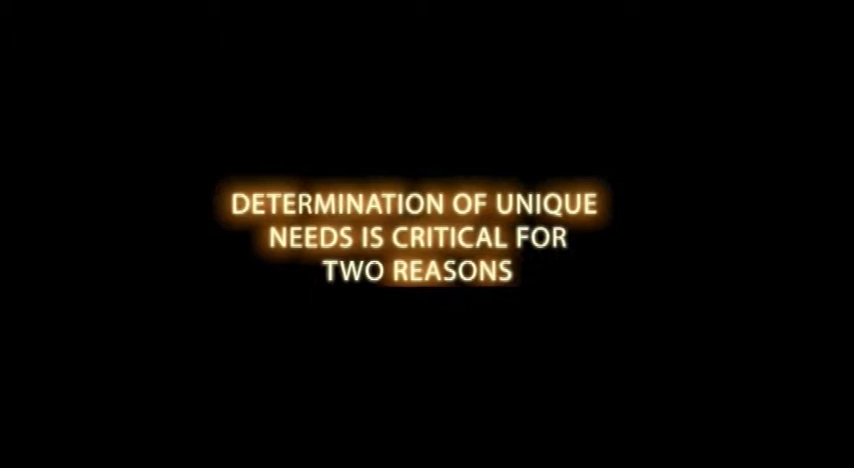 DETERMINATION OF UNIQUE
NEEDS IS CRITICAL FOR
TWO REASONS